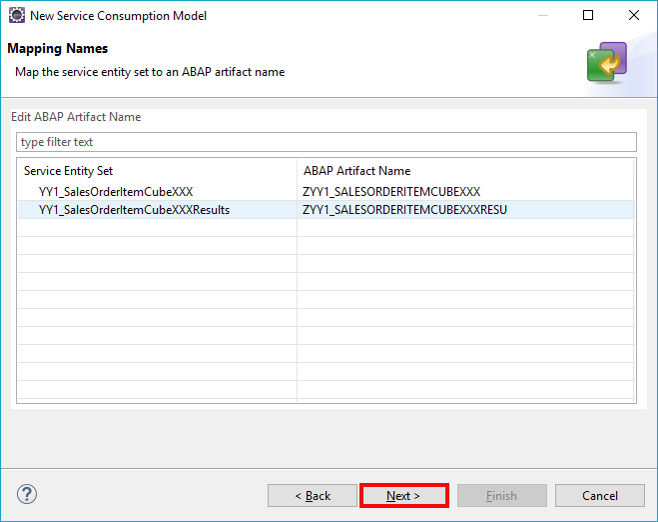 New Service Consumption Model
Mapping Names
Map the service entity set to an ABAP artifact name
Edit ABAP Artifact Name
type filter text
Service Entity Set ABAP Artifact Name
YY1_SalesOrderItemCubeXXX ZYY1_SALESORDERITEMCUBEXXX
YY1_SalesOrderItemCubeXXXResults ZYY1_SALESORDERITEMCUBEXXXRESU
? < Back Next > Finish Cancel